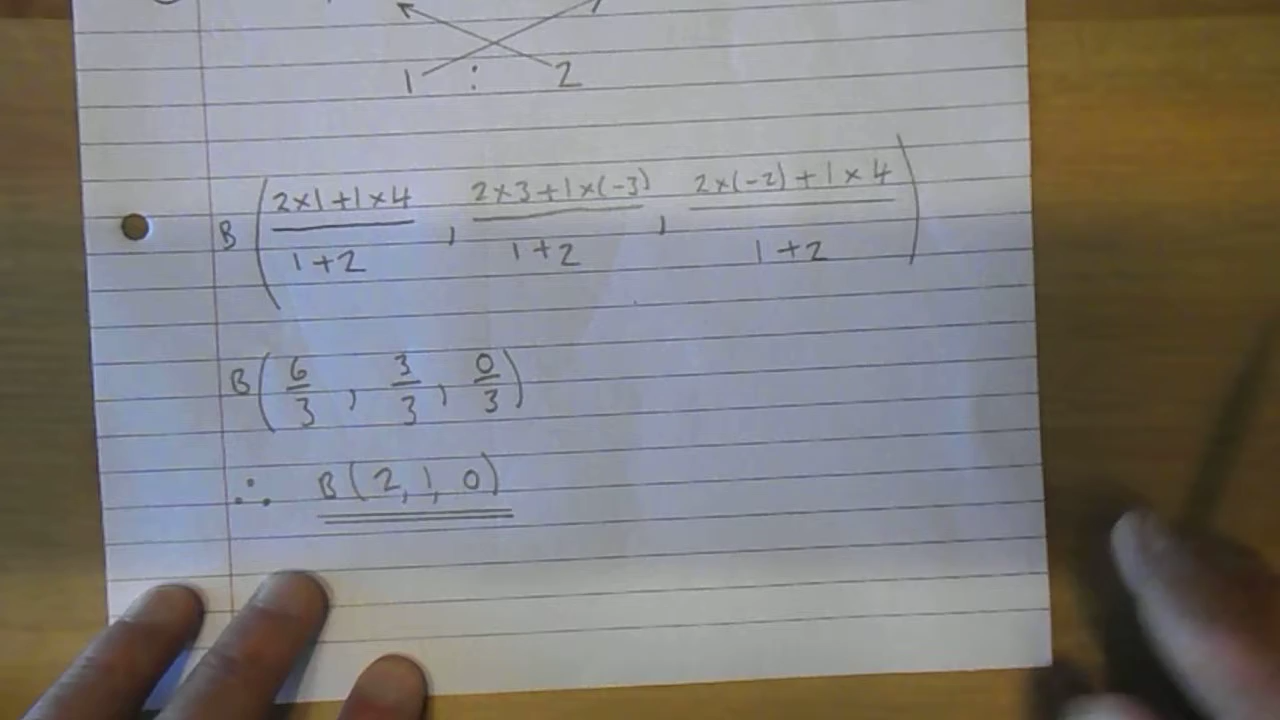 1 : 2
B ( (2×1+1×4)/(1+2) , (2×3+1×(-3))/(1+2) , (2×(-2)+1×4)/(1+2) )
B ( 6/3 , 3/3 , 0/3 )
∴ B(2, 1, 0)